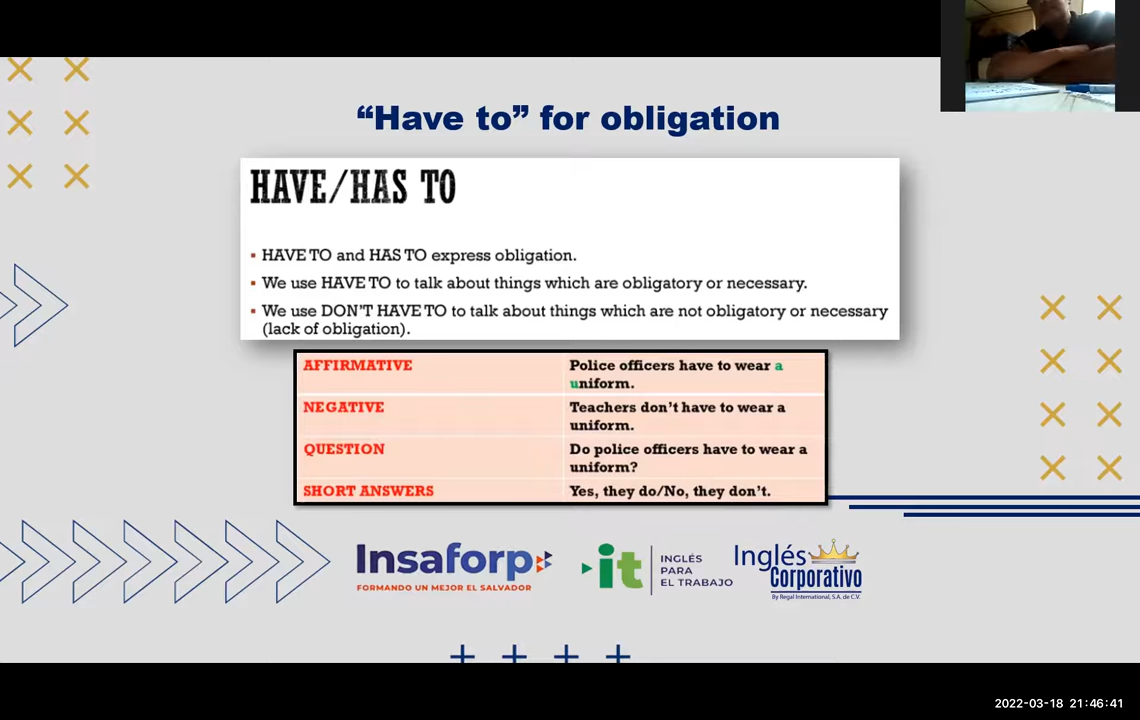 “Have to” for obligation
HAVE/HAS TO
▪ HAVE TO and HAS TO express obligation.
▪ We use HAVE TO to talk about things which are obligatory or necessary.
▪ We use DON'T HAVE TO to talk about things which are not obligatory or necessary
(lack of obligation).
AFFIRMATIVE
Police officers have to wear a
uniform.
NEGATIVE
Teachers don't have to wear a
uniform.
QUESTION
Do police officers have to wear a
uniform?
SHORT ANSWERS
Yes, they do/No, they don't.
Insaforp
FORMANDO UN MEJOR EL SALVADOR
it
INGLÉS
PARA
EL TRABAJO
Inglés
Corporativo
By Regal International, S.A. de C.V.
2022-03-18 21:46:41